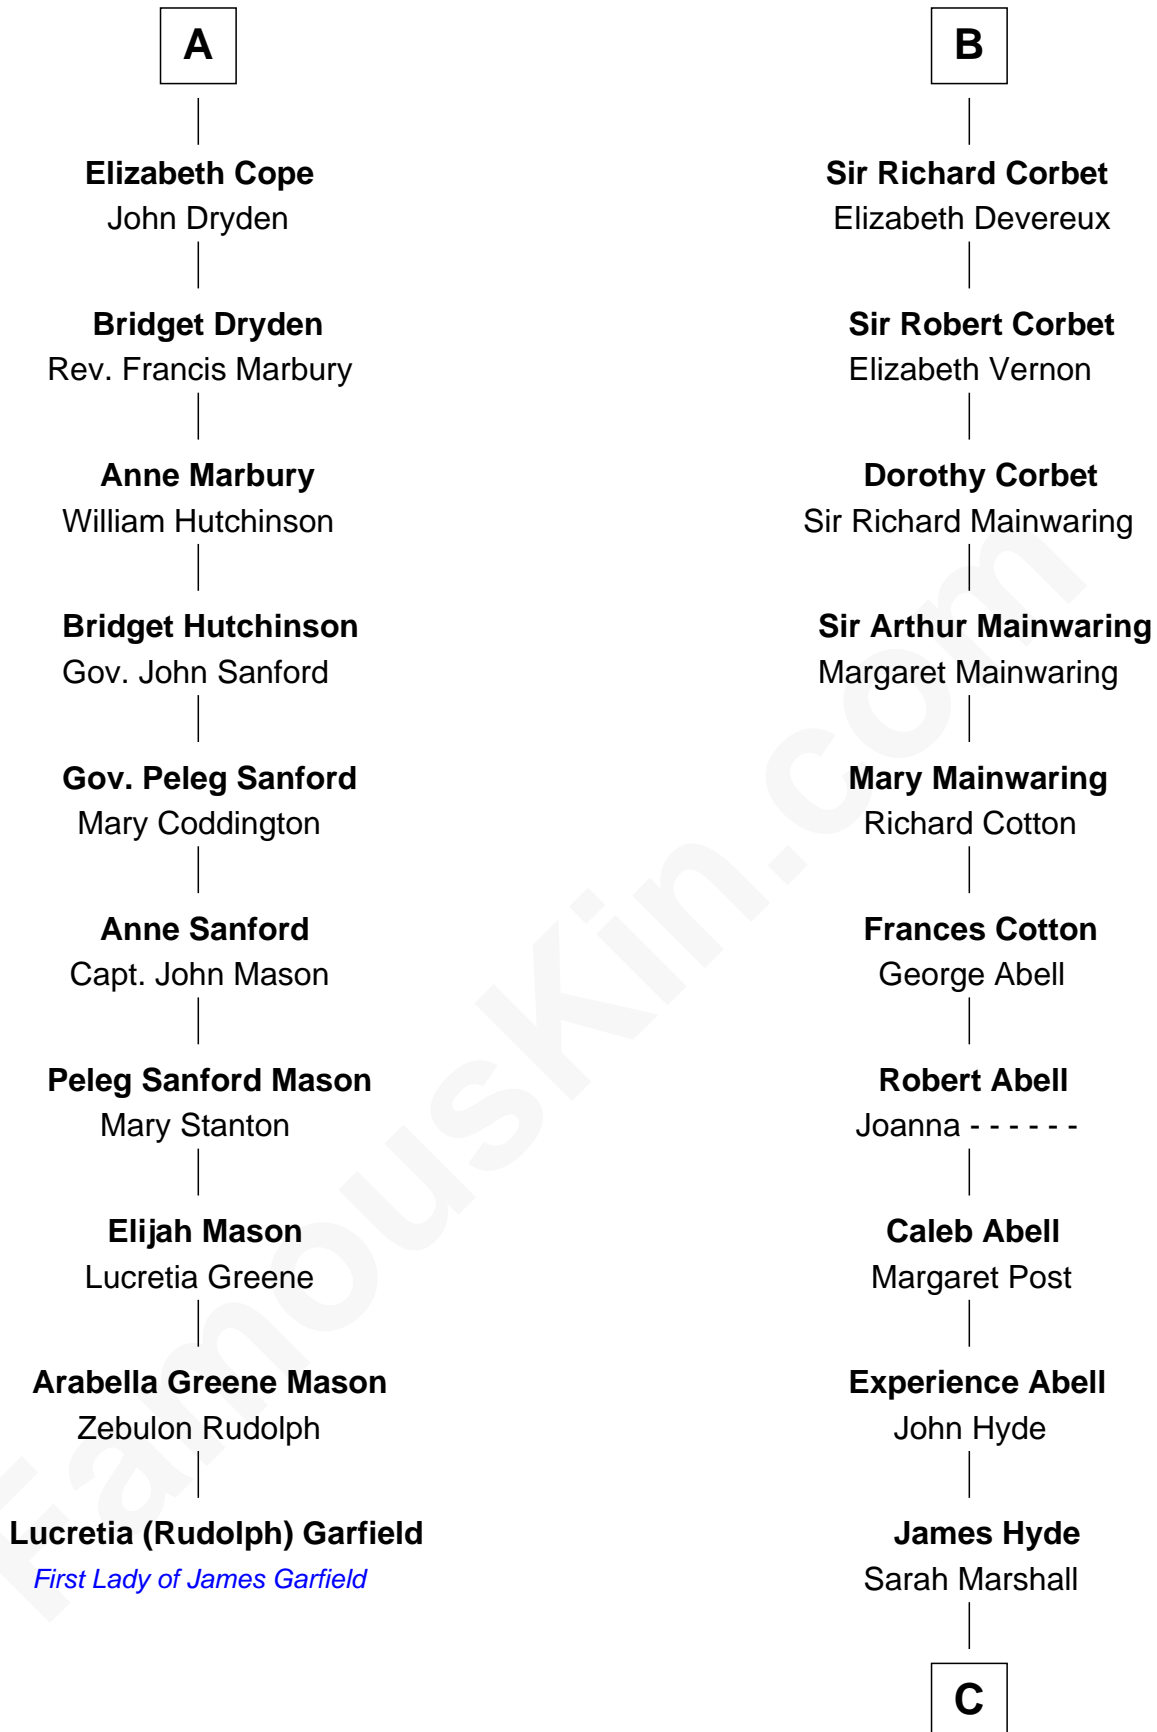 A
Elizabeth Cope
John Dryden
Bridget Dryden
Rev. Francis Marbury
Anne Marbury
William Hutchinson
Bridget Hutchinson
Gov. John Sanford
Gov. Peleg Sanford
Mary Coddington
Anne Sanford
Capt. John Mason
Peleg Sanford Mason
Mary Stanton
Elijah Mason
Lucretia Greene
Arabella Greene Mason
Zebulon Rudolph
Lucretia (Rudolph) Garfield
First Lady of James Garfield
B
Sir Richard Corbet
Elizabeth Devereux
Sir Robert Corbet
Elizabeth Vernon
Dorothy Corbet
Sir Richard Mainwaring
Sir Arthur Mainwaring
Margaret Mainwaring
Mary Mainwaring
Richard Cotton
Frances Cotton
George Abell
Robert Abell
Joanna - - - - - -
Caleb Abell
Margaret Post
Experience Abell
John Hyde
James Hyde
Sarah Marshall
C
FamousKin.com